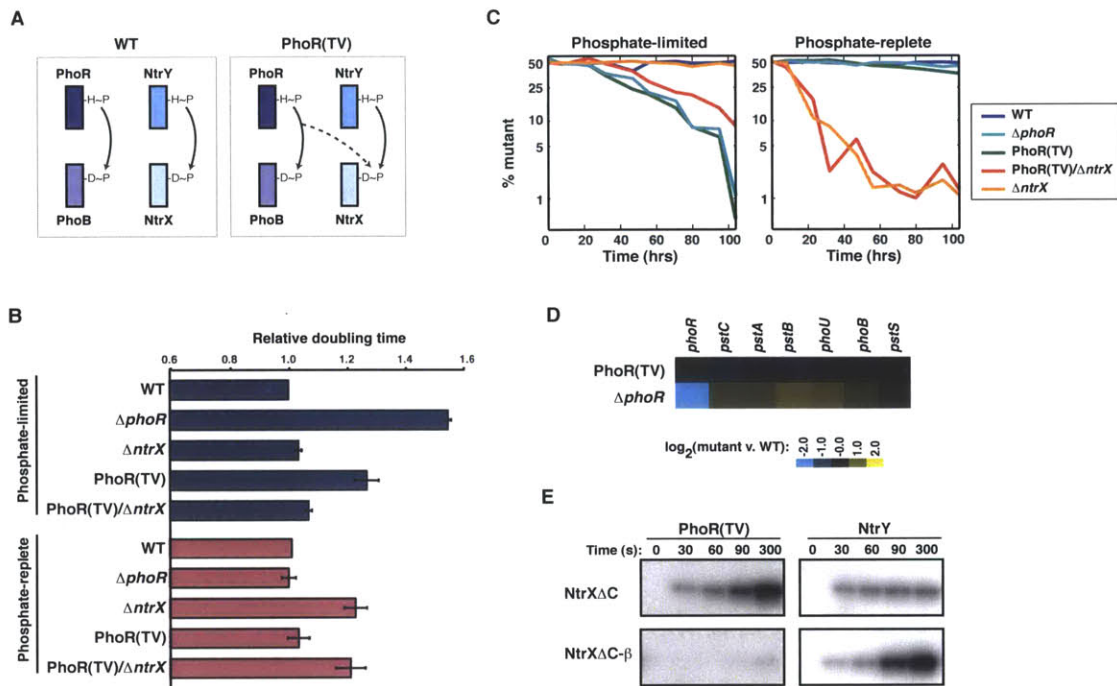 A
WT
PhoR(TV)
PhoR
NtrY
PhoR
NtrY
H~P
H~P
H~P
H~P
D~P
D~P
D~P
D~P
PhoB
NtrX
PhoB
NtrX
B
Relative doubling time
0.6
0.8
1.0
1.2
1.4
1.6
Phosphate-limited
WT
ΔphoR
ΔntrX
PhoR(TV)
PhoR(TV)/ΔntrX
Phosphate-replete
WT
ΔphoR
ΔntrX
PhoR(TV)
PhoR(TV)/ΔntrX
C
Phosphate-limited
Phosphate-replete
% mutant
50
25
10
5
1
50
25
10
5
1
0 20 40 60 80 100
0 20 40 60 80 100
Time (hrs)
Time (hrs)
WT
ΔphoR
PhoR(TV)
PhoR(TV)/ΔntrX
ΔntrX
D
phoR pstC pstA pstB phoU phoB pstS
PhoR(TV)
ΔphoR
log2(mutant v. WT):
-2.0 -1.0 -0.0 1.0 2.0
E
PhoR(TV)
NtrY
Time (s): 0 30 60 90 300
0 30 60 90 300
NtrXΔC
NtrXΔC-β